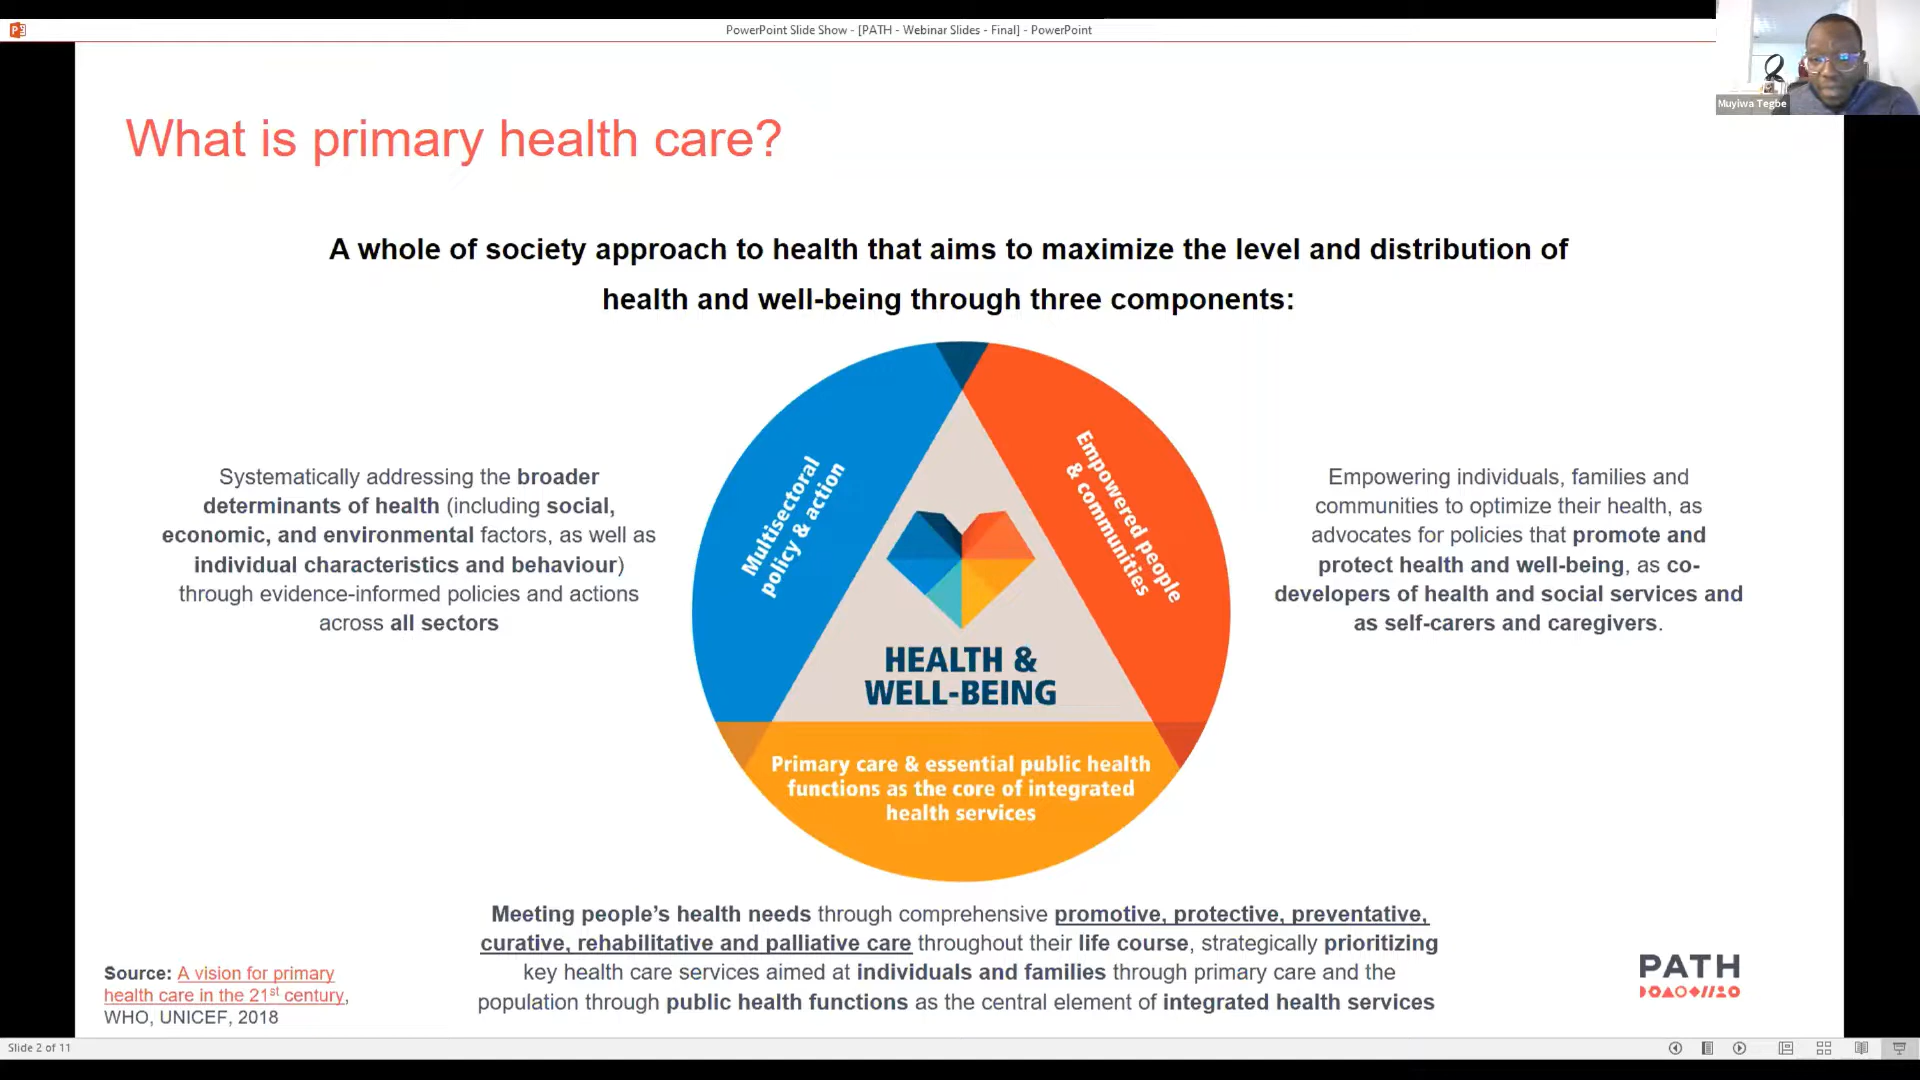 PowerPoint Slide Show - [PATH - Webinar Slides - Final] - PowerPoint
Muyiwa Tegbe
What is primary health care?
A whole of society approach to health that aims to maximize the level and distribution of
health and well-being through three components:
Systematically addressing the broader
determinants of health (including social,
economic, and environmental factors, as well as
individual characteristics and behaviour)
through evidence-informed policies and actions
across all sectors
Multisectoral
policy & action
Empowered people
& communities
HEALTH &
WELL-BEING
Primary care & essential public health
functions as the core of integrated
health services
Empowering individuals, families and
communities to optimize their health, as
advocates for policies that promote and
protect health and well-being, as co-
developers of health and social services and
as self-carers and caregivers.
Meeting people’s health needs through comprehensive promotive, protective, preventative,
curative, rehabilitative and palliative care throughout their life course, strategically prioritizing
key health care services aimed at individuals and families through primary care and the
population through public health functions as the central element of integrated health services
Source: A vision for primary
health care in the 21st century,
WHO, UNICEF, 2018
PATH
Slide 2 of 11